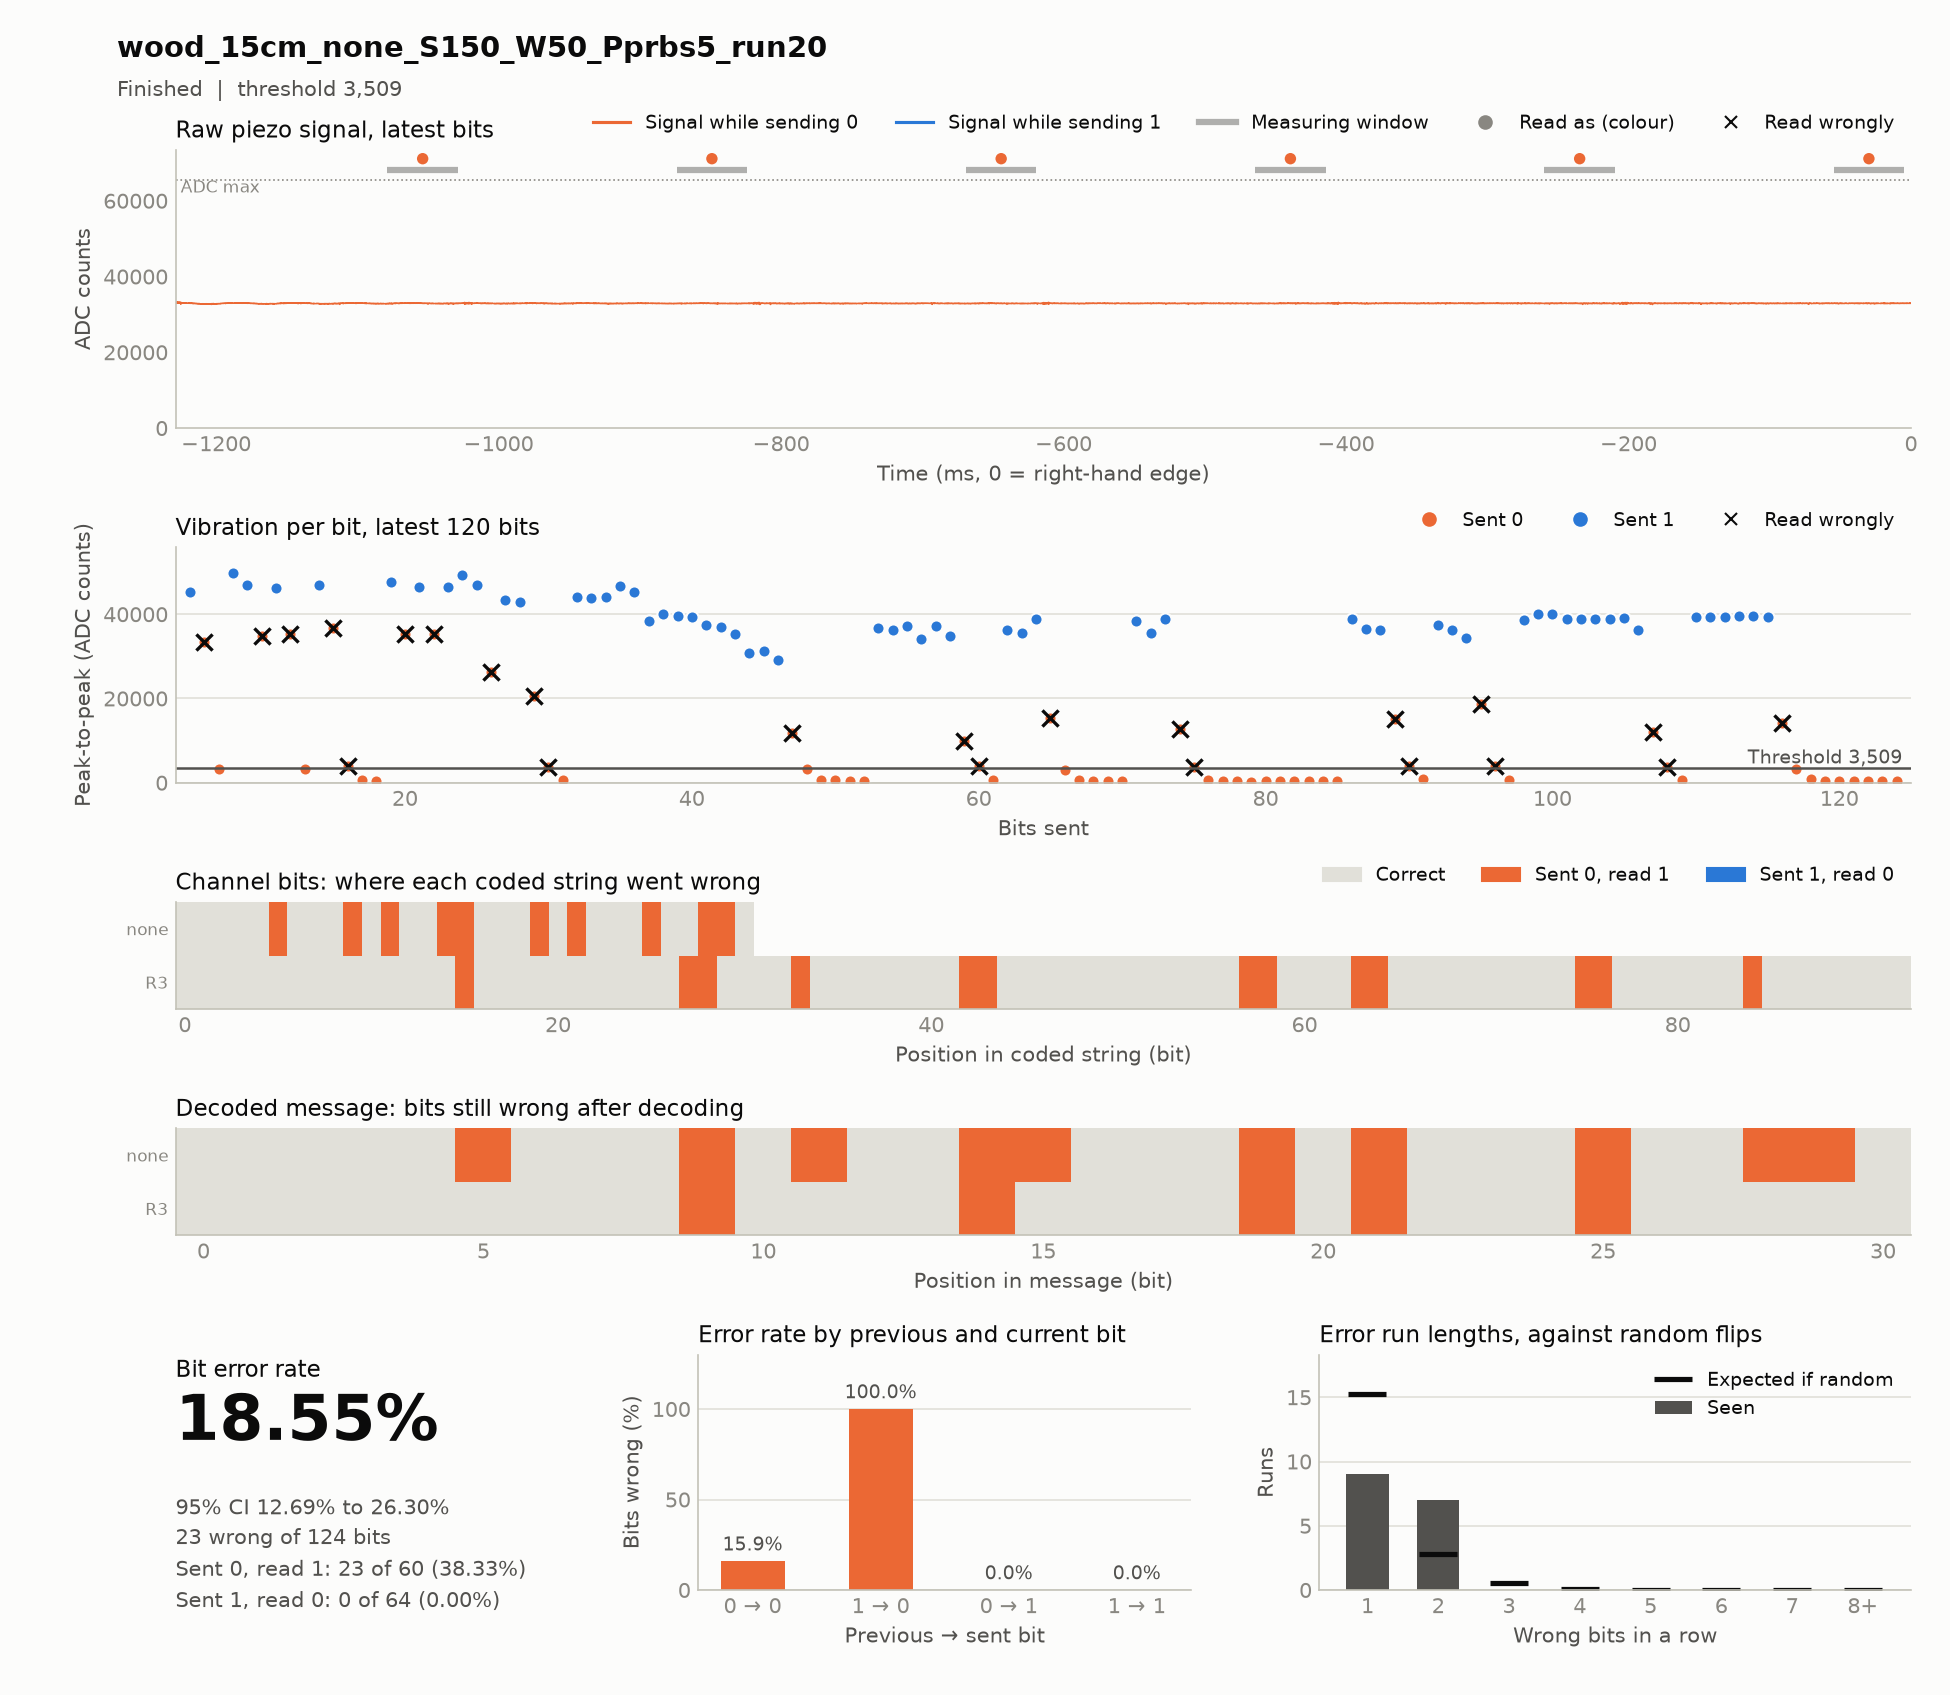 wood_15cm_none_S150_W50_Pprbs5_run20
Finished | threshold 3,509
Raw piezo signal, latest bits
Signal while sending 0
Signal while sending 1
Measuring window
Read as (colour)
Read wrongly
ADC max
60000
40000
20000
0
ADC counts
−1200 −1000 −800 −600 −400 −200 0
Time (ms, 0 = right-hand edge)
Vibration per bit, latest 120 bits
Sent 0
Sent 1
Read wrongly
40000
20000
0
Peak-to-peak (ADC counts)
Threshold 3,509
20 40 60 80 100 120
Bits sent
Channel bits: where each coded string went wrong
Correct
Sent 0, read 1
Sent 1, read 0
none
R3
0 20 40 60 80
Position in coded string (bit)
Decoded message: bits still wrong after decoding
none
R3
0 5 10 15 20 25 30
Position in message (bit)
Bit error rate
18.55%
95% CI 12.69% to 26.30%
23 wrong of 124 bits
Sent 0, read 1: 23 of 60 (38.33%)
Sent 1, read 0: 0 of 64 (0.00%)
Error rate by previous and current bit
100
50
0
Bits wrong (%)
15.9%
100.0%
0.0%
0.0%
0 → 0 1 → 0 0 → 1 1 → 1
Previous → sent bit
Error run lengths, against random flips
Expected if random
Seen
15
10
5
0
Runs
1 2 3 4 5 6 7 8+
Wrong bits in a row